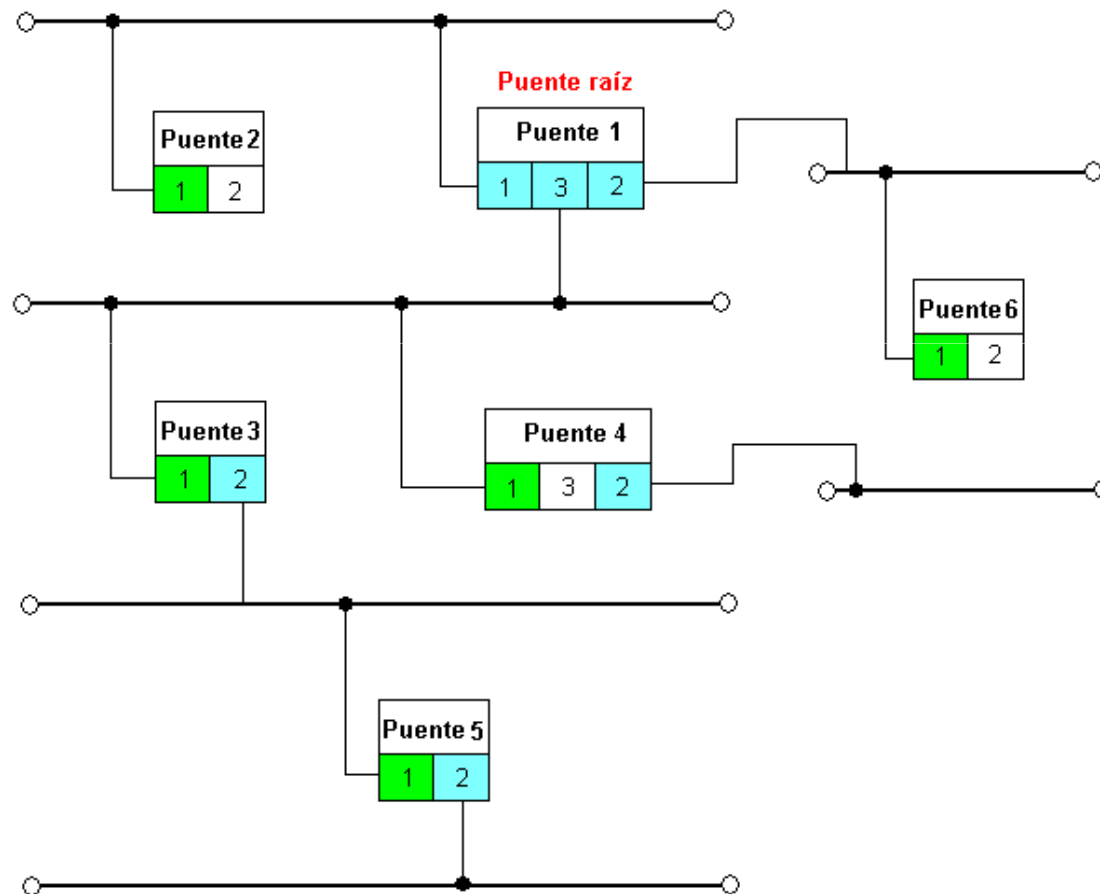 Puente raíz
Puente 2
1 2
Puente 1
1 3 2
Puente 6
1 2
Puente 3
1 2
Puente 4
1 3 2
Puente 5
1 2